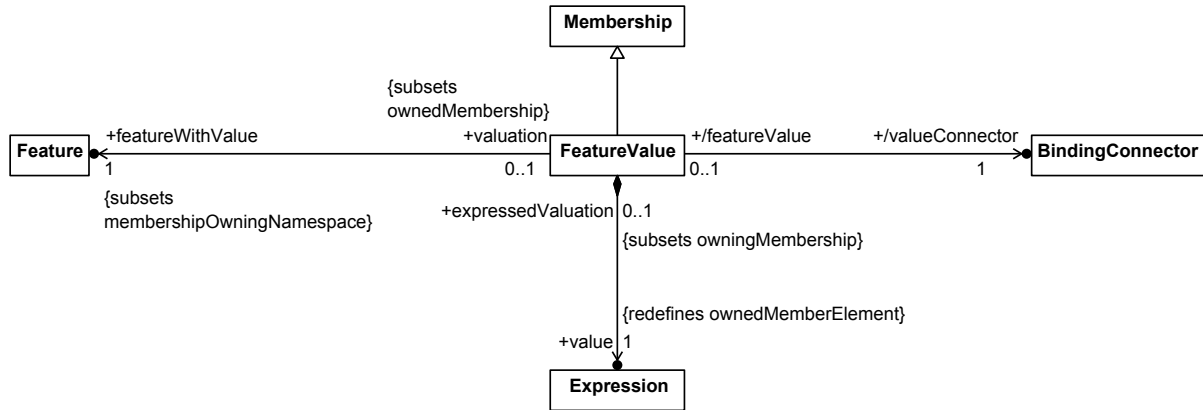 Membership
{subsets
ownedMembership}
+featureWithValue
+valuation
+/featureValue
+/valueConnector
Feature
FeatureValue
BindingConnector
1
0..1
0..1
1
{subsets
membershipOwningNamespace}
+expressedValuation
0..1
{subsets owningMembership}
{redefines ownedMemberElement}
+value
1
Expression